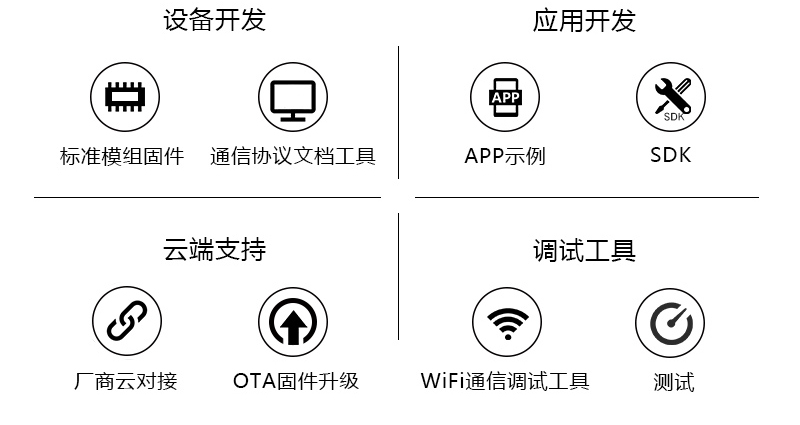 设备开发
应用开发
APP
SDK
标准模组固件
通信协议文档工具
APP示例
SDK
云端支持
调试工具
厂商云对接
OTA固件升级
WiFi通信调试工具
测试